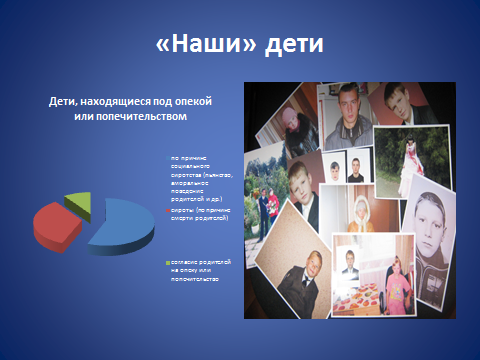 «Наши» дети
Дети, находящиеся под опекой
или попечительством
по причине
социального
сиротства (пьянство,
аморальное
поведение
родителей и др.)
сироты (по причине
смерти родителей)
согласие родителей
на опеку или
попечительство